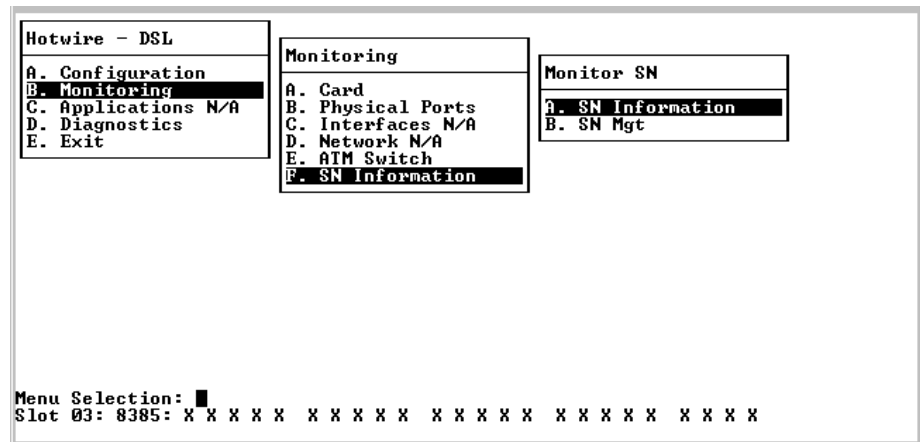 Hotwire - DSL
A. Configuration
B. Monitoring
C. Applications N/A
D. Diagnostics
E. Exit
Monitoring
A. Card
B. Physical Ports
C. Interfaces N/A
D. Network N/A
E. ATM Switch
F. SN Information
Monitor SN
A. SN Information
B. SN Mgt
Menu Selection:
Slot 03: 8385: X X X X X  X X X X X  X X X X X  X X X X X  X X X X